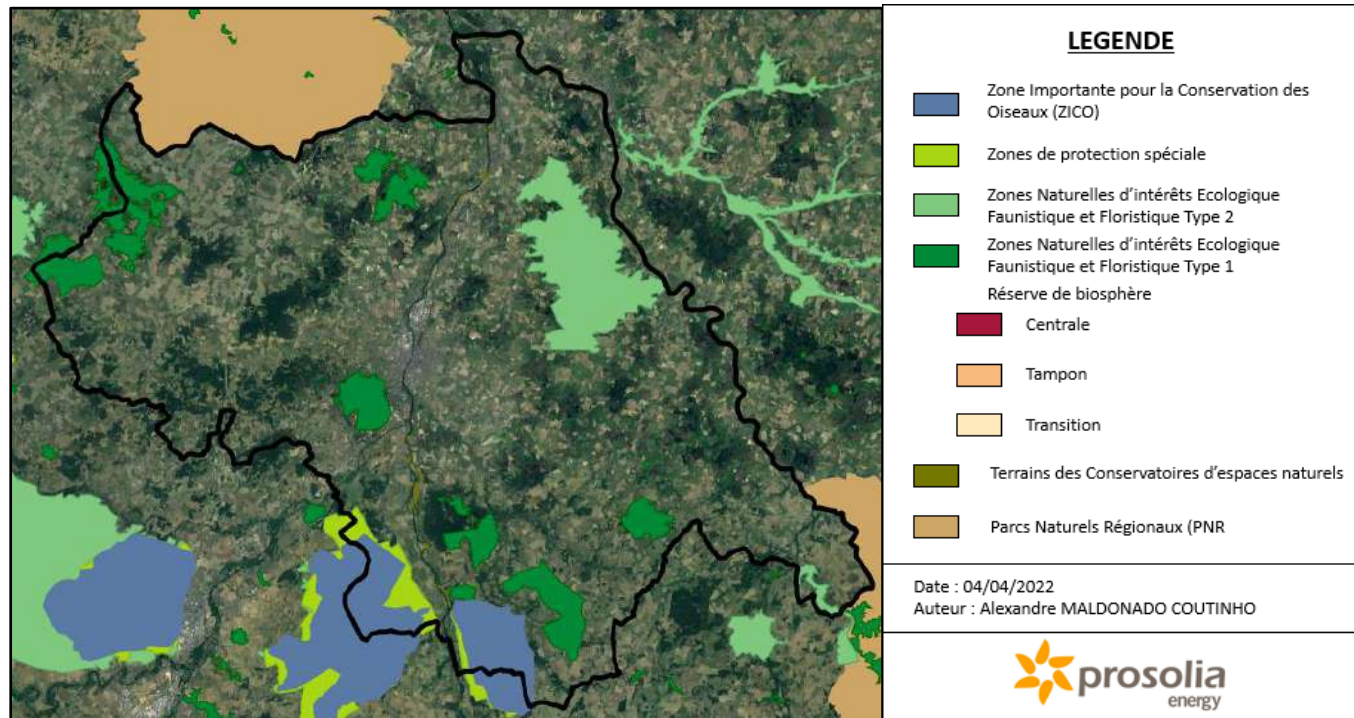 LEGENDE
Zone Importante pour la Conservation des
Oiseaux (ZICO)
Zones de protection spéciale
Zones Naturelles d'intérêts Ecologique
Faunistique et Floristique Type 2
Zones Naturelles d'intérêts Ecologique
Faunistique et Floristique Type 1
Réserve de biosphère
Centrale
Tampon
Transition
Terrains des Conservatoires d'espaces naturels
Parcs Naturels Régionaux (PNR
Date : 04/04/2022
Auteur : Alexandre MALDONADO COUTINHO
prosolia
energy